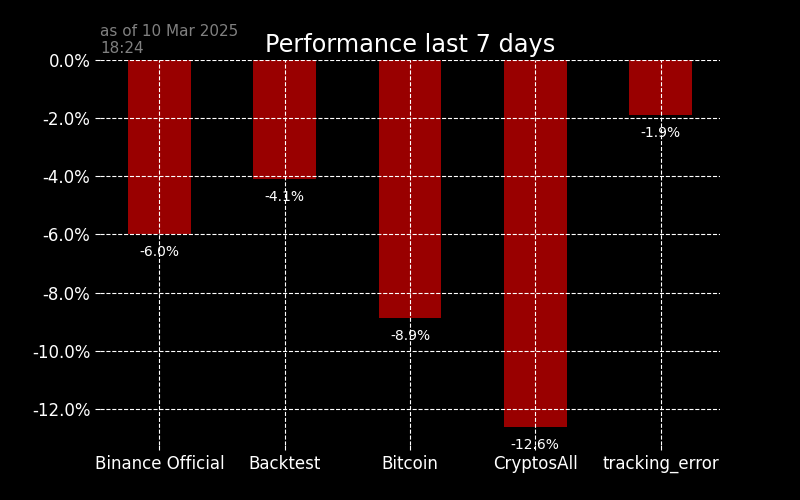 as of 10 Mar 2025
18:24
Performance last 7 days
0.0%
-2.0%
-4.0%
-6.0%
-8.0%
-10.0%
-12.0%
-6.0%
-4.1%
-8.9%
-12.6%
-1.9%
Binance Official
Backtest
Bitcoin
CryptosAll
tracking_error